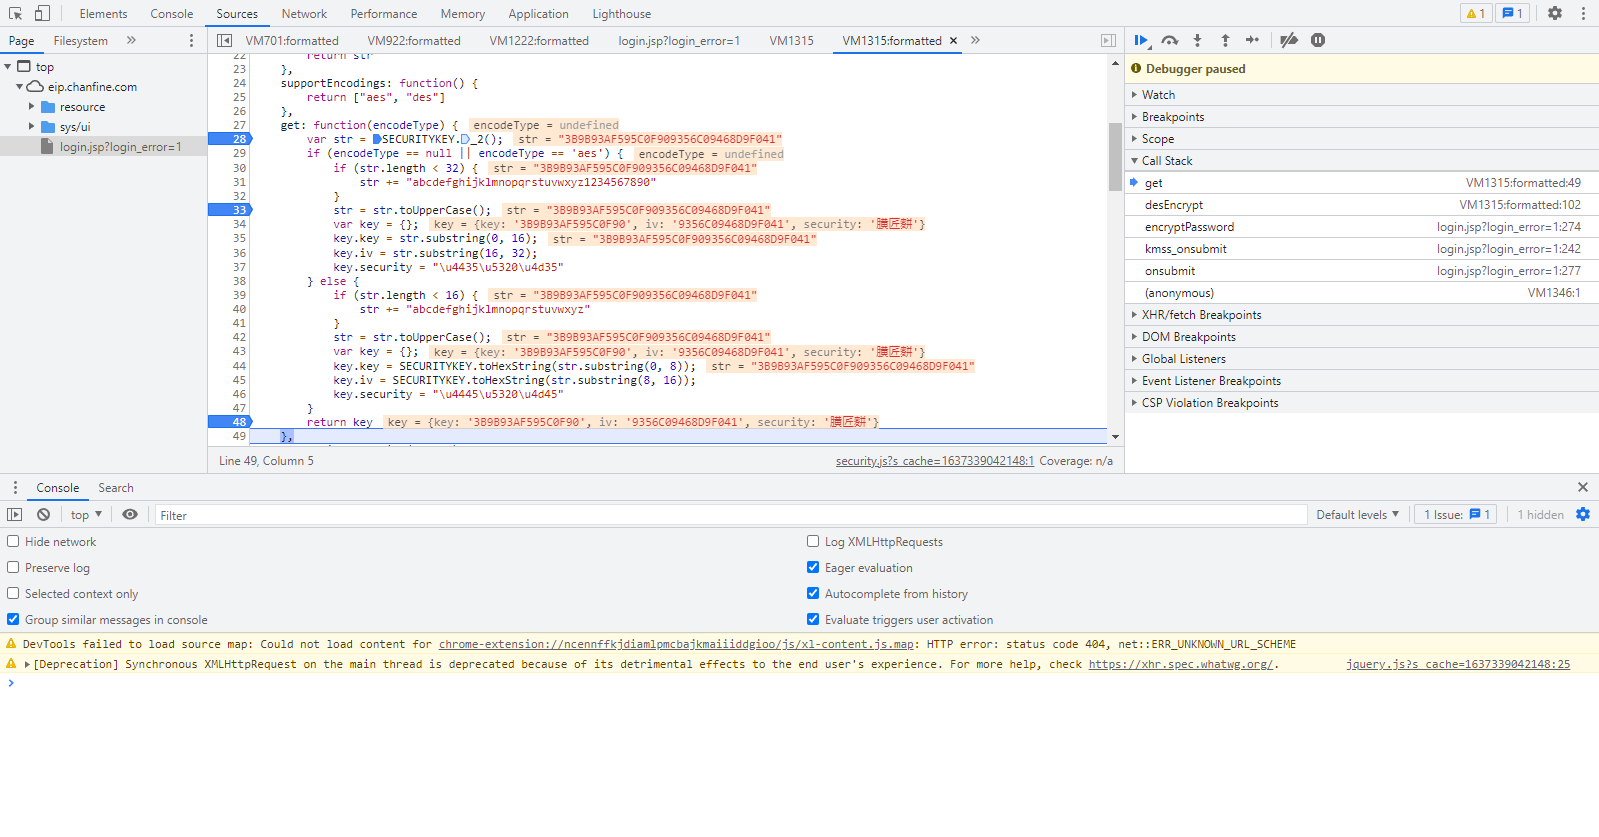 Elements Console Sources Network Performance Memory Application Lighthouse 1 1
Page Filesystem VM701:formatted VM922:formatted VM1222:formatted login.jsp?login_error=1 VM1315 VM1315:formatted
top
eip.chanfine.com
resource
sys/ui
login.jsp?login_error=1
22 return str
23 },
24 supportEncodings: function() {
25 return ["aes", "des"]
26 },
27 get: function(encodeType) { encodeType = undefined
28 var str = SECURITYKEY._2(); str = "3B9B93AF595C0F909356C09468D9F041"
29 if (encodeType == null || encodeType == 'aes') { encodeType = undefined
30 if (str.length < 32) { str = "3B9B93AF595C0F909356C09468D9F041"
31 str += "abcdefghijklmnopqrstuvwxyz1234567890"
32 }
33 str = str.toUpperCase(); str = "3B9B93AF595C0F909356C09468D9F041"
34 var key = {}; key = {key: '3B9B93AF595C0F90', iv: '9356C09468D9F041', security: '䐵匠䴵'}
35 key.key = str.substring(0, 16); str = "3B9B93AF595C0F909356C09468D9F041"
36 key.iv = str.substring(16, 32);
37 key.security = "\u4435\u5320\u4d35"
38 } else {
39 if (str.length < 16) { str = "3B9B93AF595C0F909356C09468D9F041"
40 str += "abcdefghijklmnopqrstuvwxyz"
41 }
42 str = str.toUpperCase(); str = "3B9B93AF595C0F909356C09468D9F041"
43 var key = {}; key = {key: '3B9B93AF595C0F90', iv: '9356C09468D9F041', security: '䐵匠䴵'}
44 key.key = SECURITYKEY.toHexString(str.substring(0, 8)); str = "3B9B93AF595C0F909356C09468D9F041"
45 key.iv = SECURITYKEY.toHexString(str.substring(8, 16));
46 key.security = "\u4445\u5320\u4d45"
47 }
48 return key key = {key: '3B9B93AF595C0F90', iv: '9356C09468D9F041', security: '䐵匠䴵'}
49 },
Line 49, Column 5 security.js?s_cache=1637339042148:1 Coverage: n/a
Debugger paused
Watch
Breakpoints
Scope
Call Stack
get VM1315:formatted:49
desEncrypt VM1315:formatted:102
encryptPassword login.jsp?login_error=1:274
kmss_onsubmit login.jsp?login_error=1:242
onsubmit login.jsp?login_error=1:277
(anonymous) VM1346:1
XHR/fetch Breakpoints
DOM Breakpoints
Global Listeners
Event Listener Breakpoints
CSP Violation Breakpoints
Console Search
top Filter Default levels 1 Issue: 1 1 hidden
Hide network Log XMLHttpRequests
Preserve log Eager evaluation
Selected context only Autocomplete from history
Group similar messages in console Evaluate triggers user activation
DevTools failed to load source map: Could not load content for chrome-extension://ncennffkjdiamlpmcbajkmaiiiddgioo/js/xl-content.js.map: HTTP error: status code 404, net::ERR_UNKNOWN_URL_SCHEME
[Deprecation] Synchronous XMLHttpRequest on the main thread is deprecated because of its detrimental effects to the end user's experience. For more help, check https://xhr.spec.whatwg.org/. jquery.js?s_cache=1637339042148:25